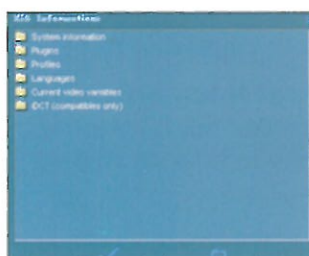 Informations
System information
Plugins
Profiles
Languages
Current video variables
iDCT (compatibles only)